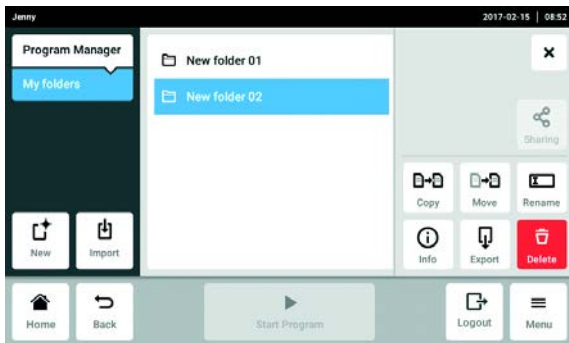 Jenny
2017-02-15 | 08:52
Program Manager
My folders
New folder 01
New folder 02
Sharing
Copy
Move
Rename
New
Import
Info
Export
Delete
Home
Back
Start Program
Logout
Menu